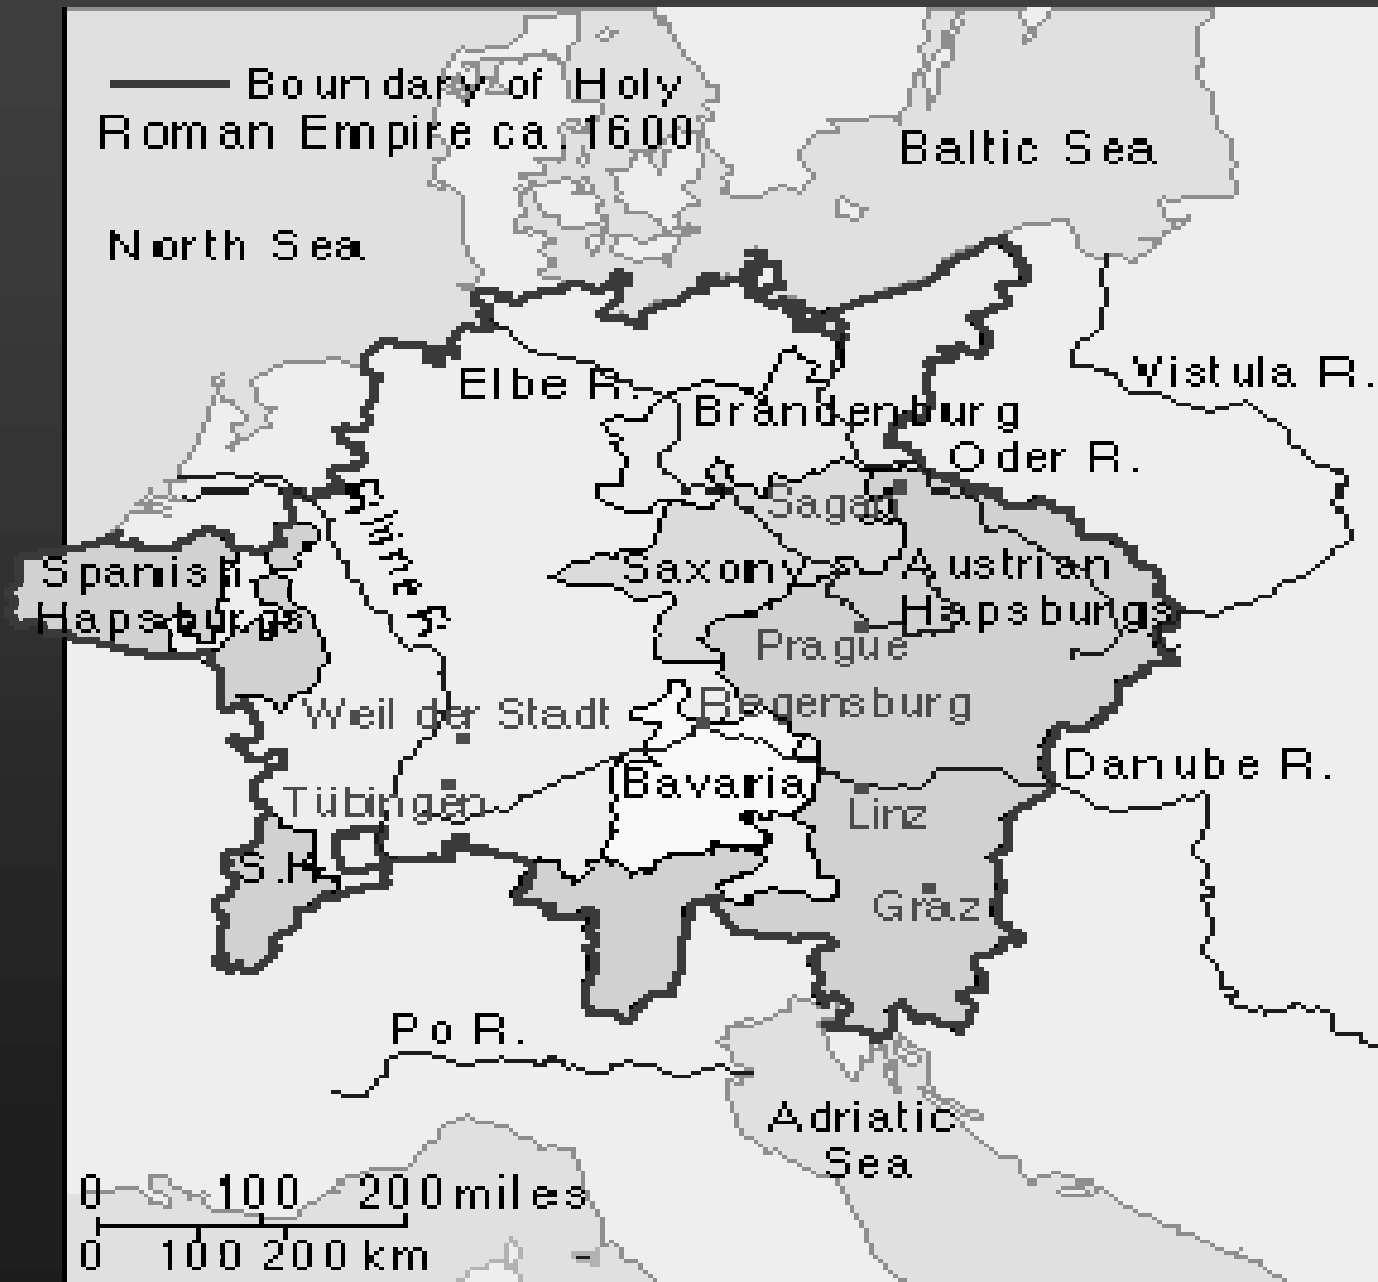 Boundary of Holy
Roman Empire ca. 1600
Baltic Sea
North Sea
Vistula R.
Elbe R.
Brandenburg
Oder R.
Sagan
Rhine R.
Spanish
Hapsburgs
Saxony
Austrian
Hapsburgs
Prague
Weil der Stadt
Regensburg
Danube R.
Bavaria
Tübingen
Linz
S.H.
Graz
Po R.
Adriatic
Sea
0 100 200 miles
0 100 200 km